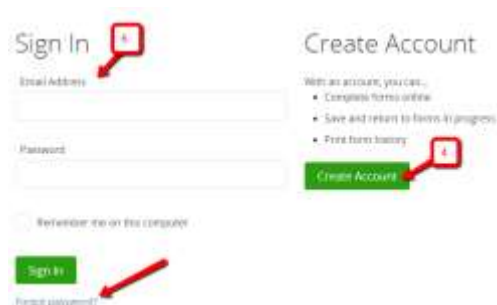 Sign In
Email Address
Password
Remember me on this computer
Sign In
Forgot password?
Create Account
With an account, you can...
Complete forms online
Save and return to forms in progress
Print form history
4
Create Account